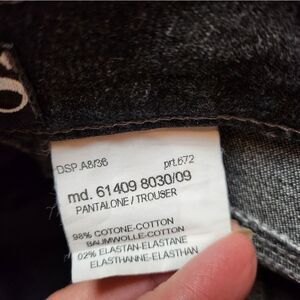 DSP.A8/36 prt.672
md. 61409 8030/09
PANTALONE / TROUSER
98% COTONE-COTTON
BAUMWOLLE-COTTON
02% ELASTAN-ELASTANE
ELASTHANNE-ELASTHAN